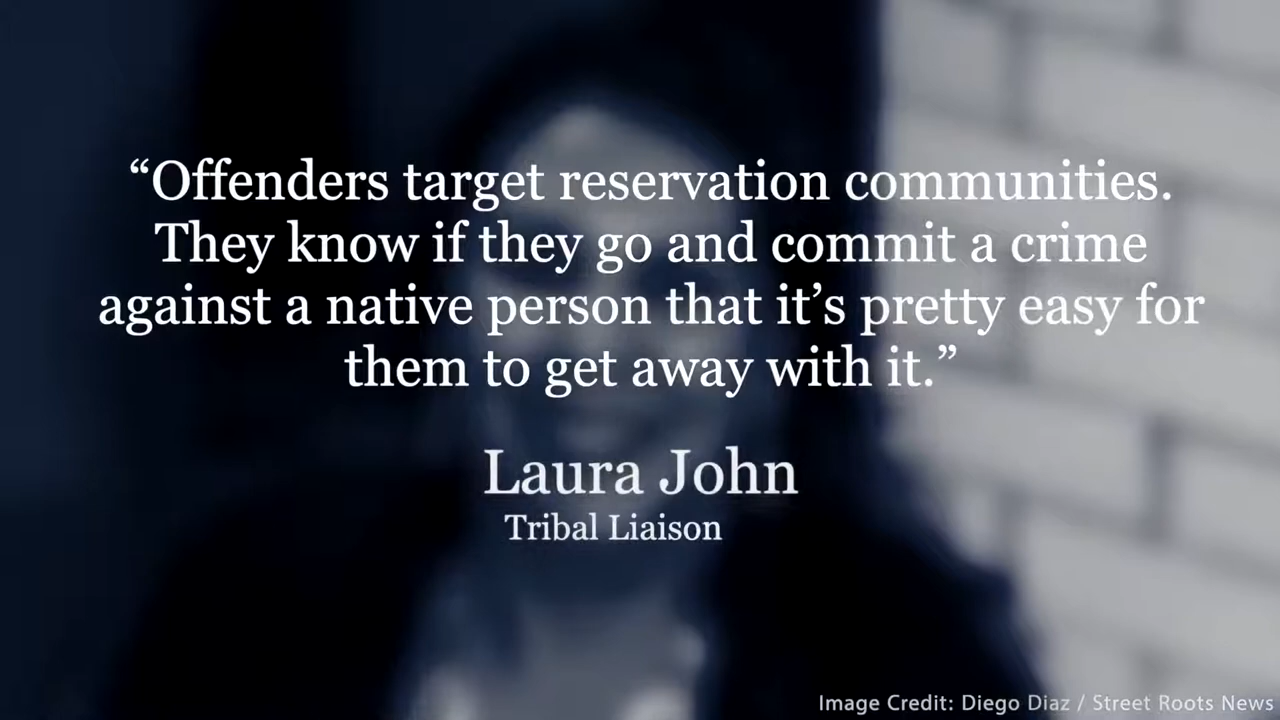 “Offenders target reservation communities.
They know if they go and commit a crime
against a native person that it’s pretty easy for
them to get away with it.”
Laura John
Tribal Liaison
Image Credit: Diego Diaz / Street Roots News